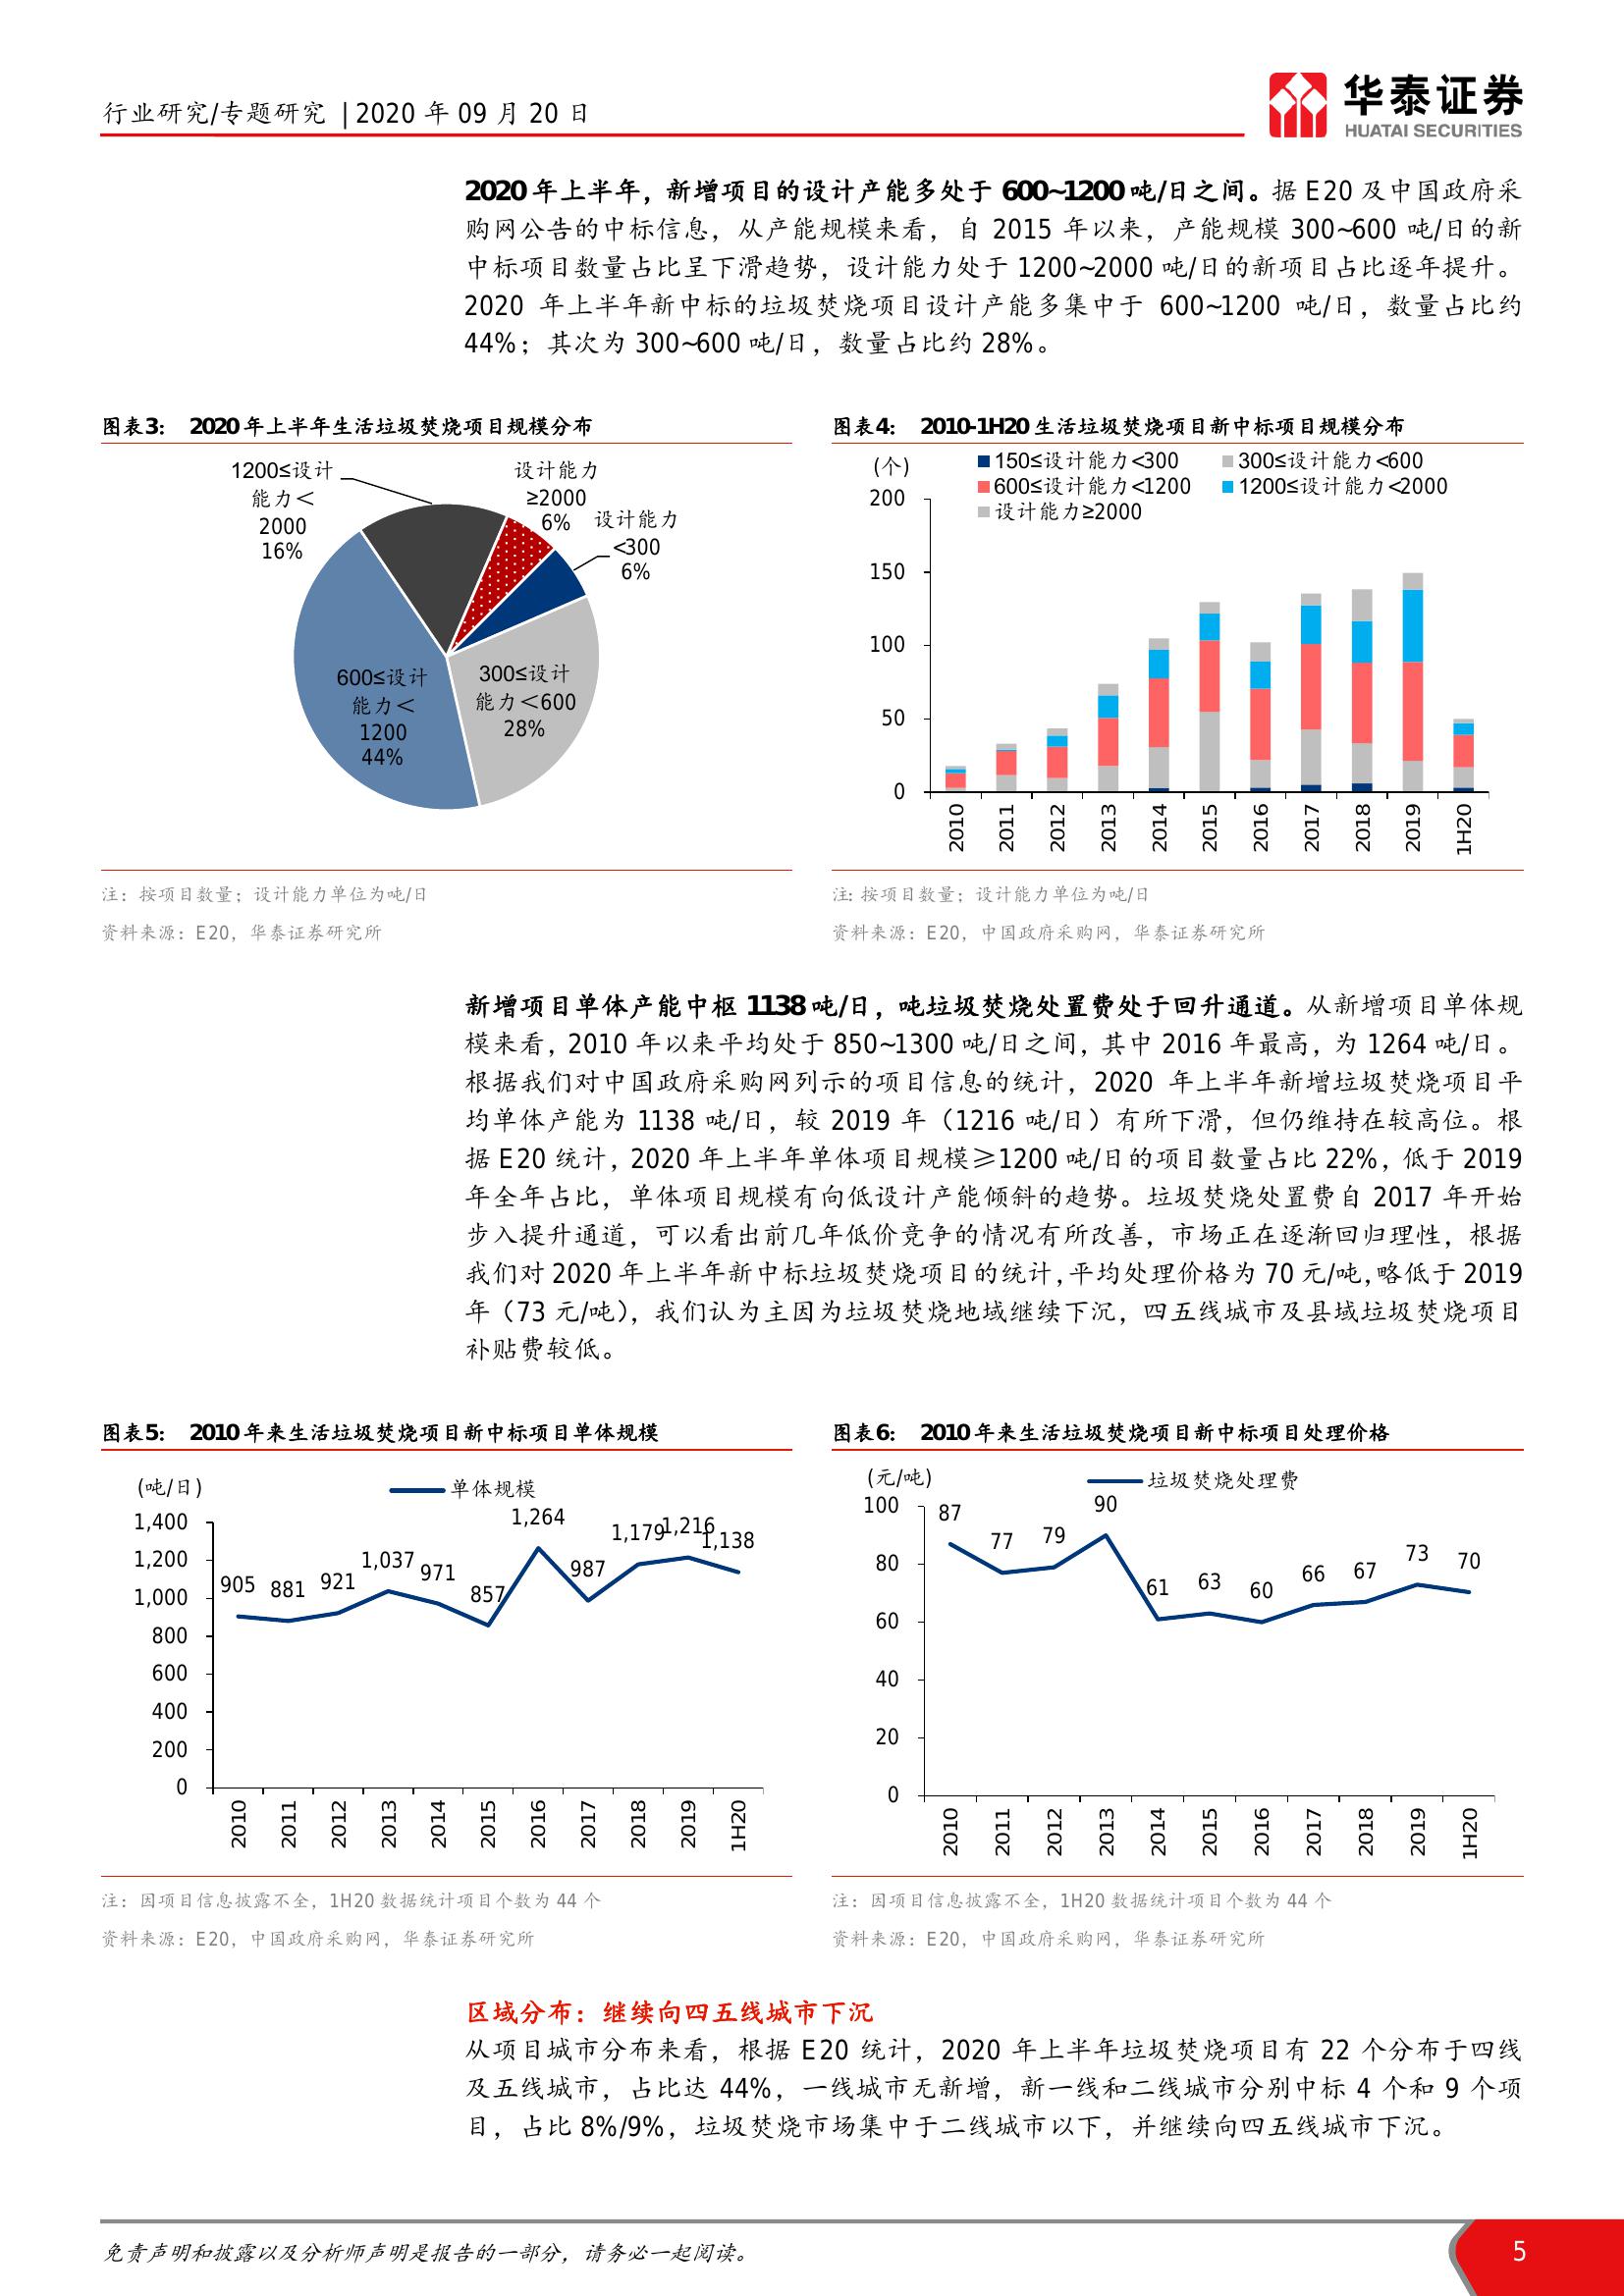 行业研究/专题研究 | 2020 年 09 月 20 日
华泰证券
HUATAI SECURITIES
2020 年上半年，新增项目的设计产能多处于 600~1200 吨/日之间。据 E20 及中国政府采
购网公告的中标信息，从产能规模来看，自 2015 年以来，产能规模 300~600 吨/日的新
中标项目数量占比呈下滑趋势，设计能力处于 1200~2000 吨/日的新项目占比逐年提升。
2020 年上半年新中标的垃圾焚烧项目设计产能多集中于 600~1200 吨/日，数量占比约
44%；其次为 300~600 吨/日，数量占比约 28%。
图表3： 2020 年上半年生活垃圾焚烧项目规模分布
1200≤设计
能力＜
2000
16%
设计能力
≥2000
6%
设计能力
<300
6%
600≤设计
能力＜
1200
44%
300≤设计
能力＜600
28%
注：按项目数量；设计能力单位为吨/日
资料来源：E20，华泰证券研究所
图表4： 2010-1H20 生活垃圾焚烧项目新中标项目规模分布
(个)
150≤设计能力<300
300≤设计能力<600
600≤设计能力<1200
1200≤设计能力<2000
设计能力≥2000
200
150
100
50
0
2010
2011
2012
2013
2014
2015
2016
2017
2018
2019
1H20
注: 按项目数量；设计能力单位为吨/日
资料来源：E20，中国政府采购网，华泰证券研究所
新增项目单体产能中枢 1138 吨/日，吨垃圾焚烧处置费处于回升通道。从新增项目单体规
模来看，2010 年以来平均处于 850~1300 吨/日之间，其中 2016 年最高，为 1264 吨/日。
根据我们对中国政府采购网列示的项目信息的统计，2020 年上半年新增垃圾焚烧项目平
均单体产能为 1138 吨/日，较 2019 年（1216 吨/日）有所下滑，但仍维持在较高位。根
据 E20 统计，2020 年上半年单体项目规模≥1200 吨/日的项目数量占比 22%，低于 2019
年全年占比，单体项目规模有向低设计产能倾斜的趋势。垃圾焚烧处置费自 2017 年开始
步入提升通道，可以看出前几年低价竞争的情况有所改善，市场正在逐渐回归理性，根据
我们对 2020 年上半年新中标垃圾焚烧项目的统计，平均处理价格为 70 元/吨，略低于 2019
年（73 元/吨），我们认为主因为垃圾焚烧地域继续下沉，四五线城市及县域垃圾焚烧项目
补贴费较低。
图表5： 2010 年来生活垃圾焚烧项目新中标项目单体规模
(吨/日)
单体规模
1,400
1,200
1,000
800
600
400
200
0
905
881
921
1,037
971
857
1,264
987
1,179
1,216
1,138
2010
2011
2012
2013
2014
2015
2016
2017
2018
2019
1H20
注：因项目信息披露不全，1H20 数据统计项目个数为 44 个
资料来源：E20，中国政府采购网，华泰证券研究所
图表6： 2010 年来生活垃圾焚烧项目新中标项目处理价格
(元/吨)
垃圾焚烧处理费
100
80
60
40
20
0
87
77
79
90
61
63
60
66
67
73
70
2010
2011
2012
2013
2014
2015
2016
2017
2018
2019
1H20
注：因项目信息披露不全，1H20 数据统计项目个数为 44 个
资料来源：E20，中国政府采购网，华泰证券研究所
区域分布：继续向四五线城市下沉
从项目城市分布来看，根据 E20 统计，2020 年上半年垃圾焚烧项目有 22 个分布于四线
及五线城市，占比达 44%，一线城市无新增，新一线和二线城市分别中标 4 个和 9 个项
目，占比 8%/9%，垃圾焚烧市场集中于二线城市以下，并继续向四五线城市下沉。
免责声明和披露以及分析师声明是报告的一部分，请务必一起阅读。
5